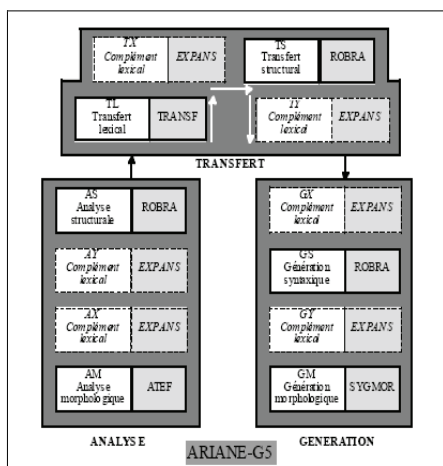 TX
Complément
lexical
EXPANS
TS
Transfert
structural
ROBRA
TL
Transfert
lexical
TRANSF
TY
Complément
lexical
EXPANS
TRANSFERT
AS
Analyse
structurale
ROBRA
AY
Complément
lexical
EXPANS
AX
Complément
lexical
EXPANS
AM
Analyse
morphologique
ATEF
ANALYSE
GX
Complément
lexical
EXPANS
GS
Génération
syntaxique
ROBRA
GY
Complément
lexical
EXPANS
GM
Génération
morphologique
SYGMOR
GENERATION
ARIANE-G5